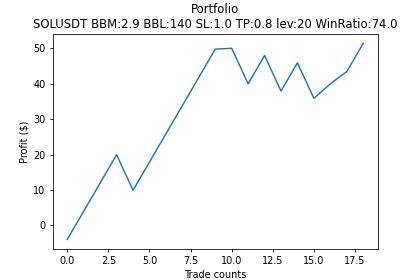 Portfolio
SOLUSDT BBM:2.9 BBL:140 SL:1.0 TP:0.8 lev:20 WinRatio:74.0
Profit ($)
50
40
30
20
10
0
0.0 2.5 5.0 7.5 10.0 12.5 15.0 17.5
Trade counts